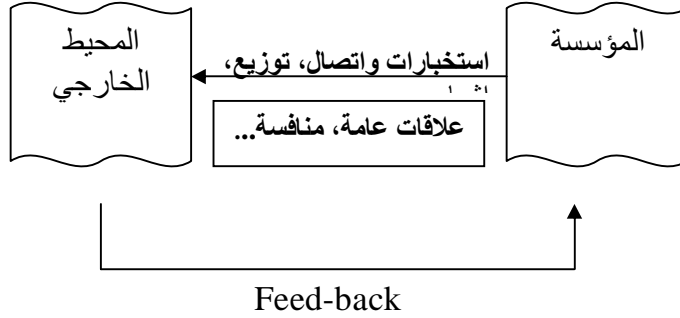 المؤسسة
استخبارات واتصال، توزيع،
علاقات عامة، منافسة...
المحيط
الخارجي
Feed-back